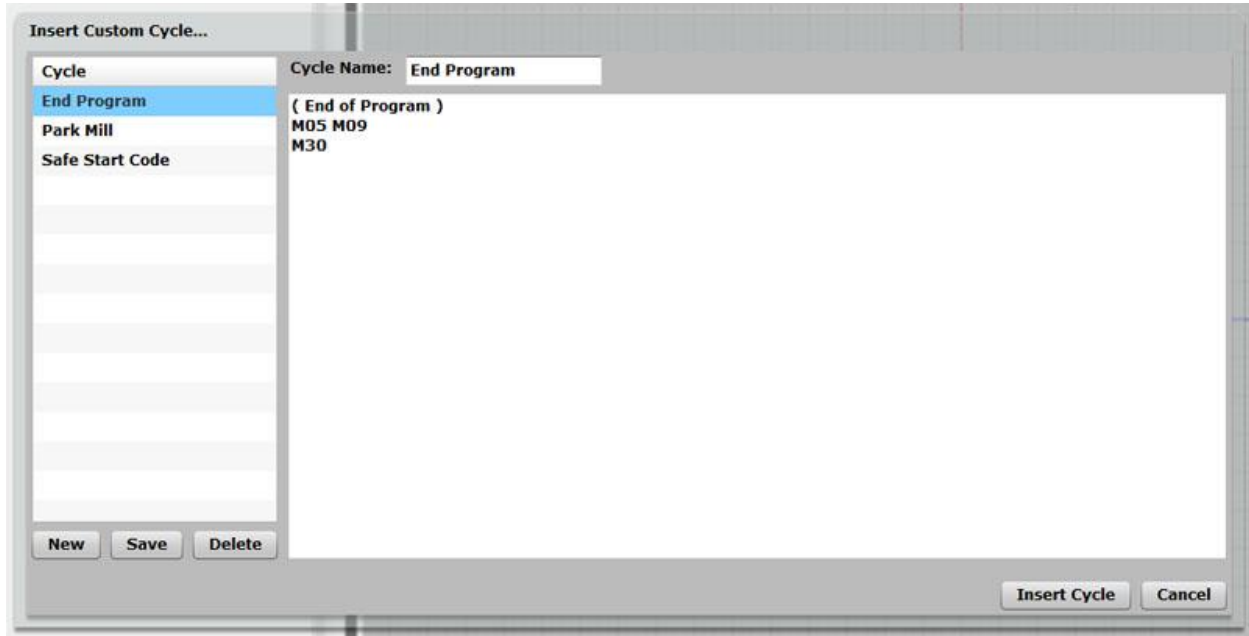 Insert Custom Cycle...
Cycle
End Program
Park Mill
Safe Start Code
New Save Delete
Cycle Name: End Program
( End of Program )
M05 M09
M30
Insert Cycle Cancel